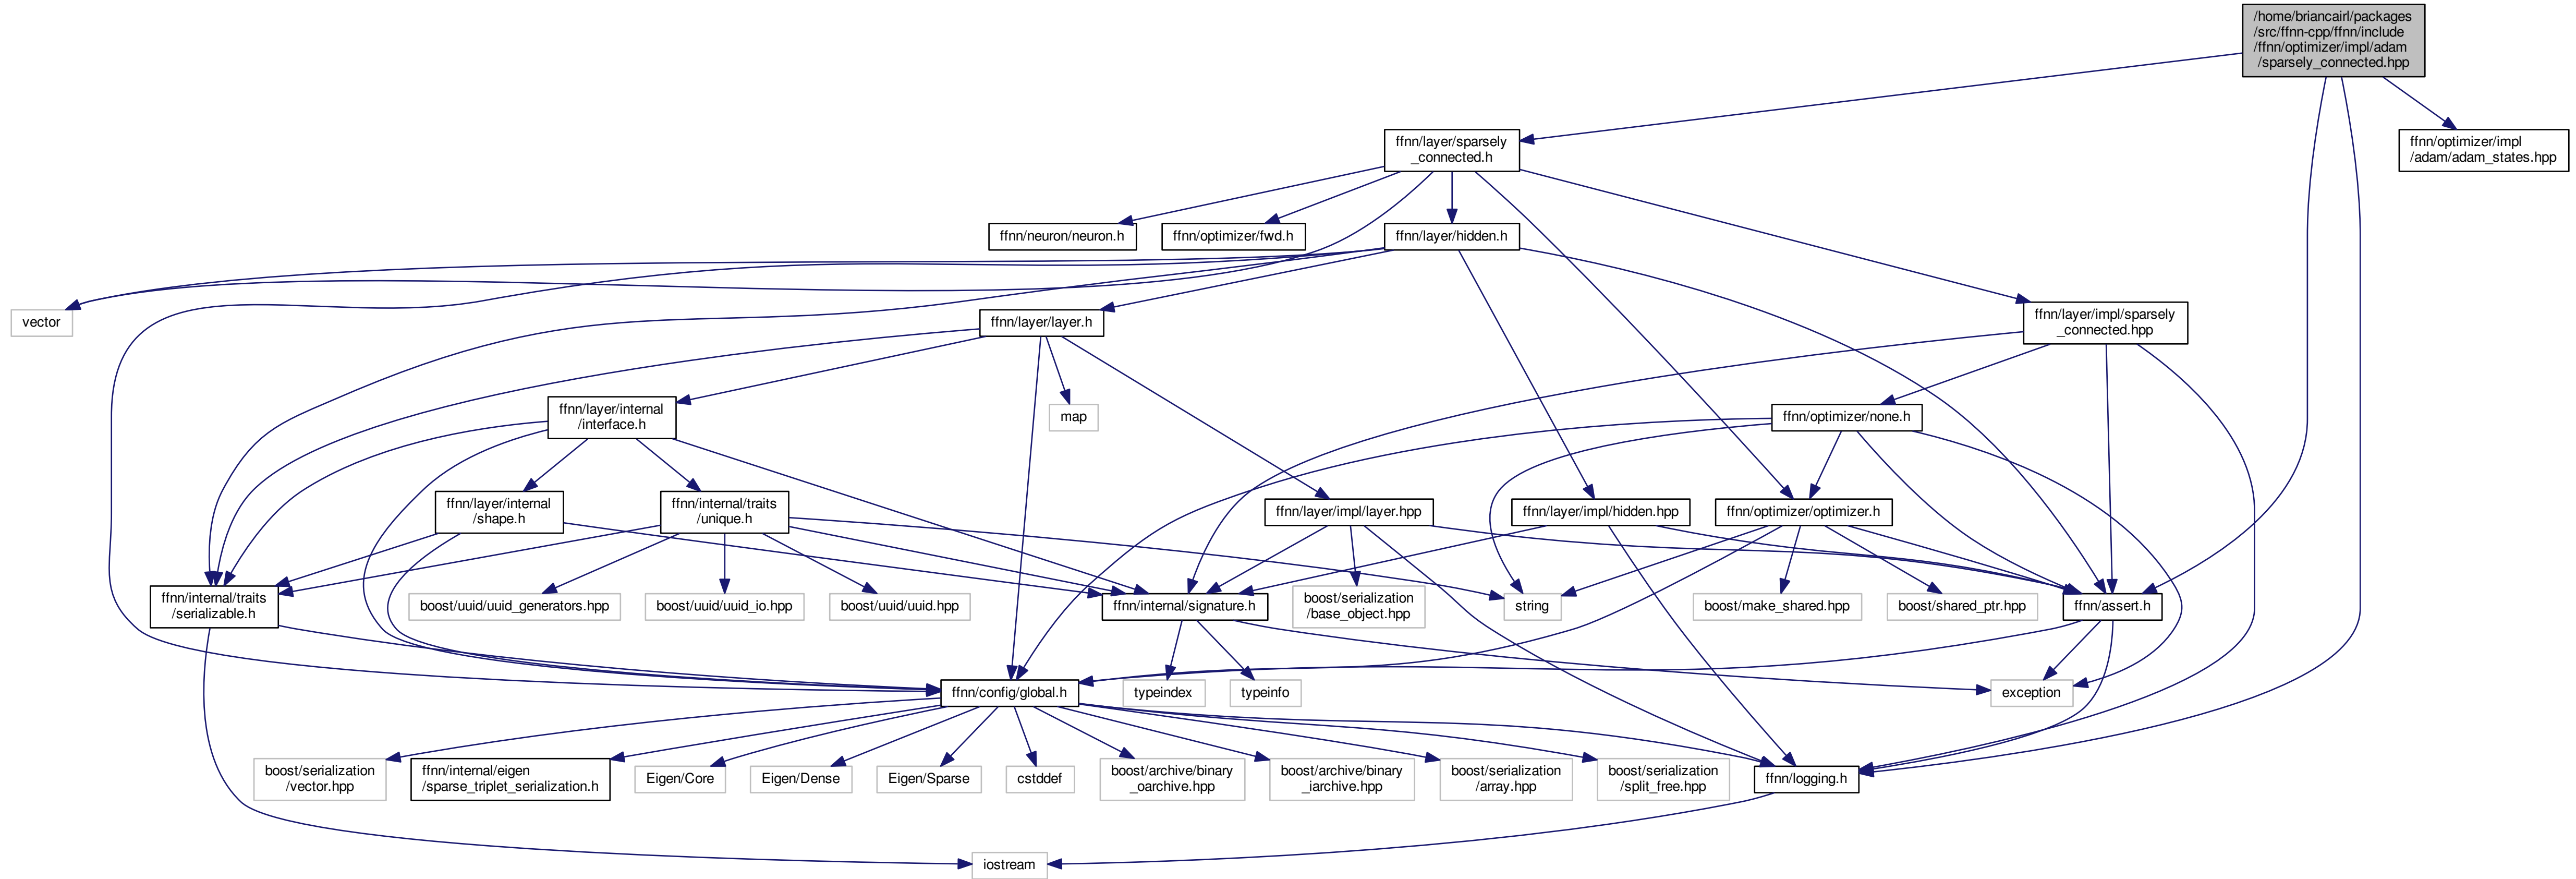 /home/briancairl/packages
/src/ffnn-cpp/ffnn/include
/ffnn/optimizer/impl/adam
/sparsely_connected.hpp
ffnn/layer/sparsely
_connected.h
ffnn/optimizer/impl
/adam/adam_states.hpp
ffnn/neuron/neuron.h
ffnn/optimizer/fwd.h
ffnn/layer/hidden.h
vector
ffnn/layer/layer.h
ffnn/layer/impl/sparsely
_connected.hpp
ffnn/layer/internal
/interface.h
map
ffnn/optimizer/none.h
ffnn/layer/internal
/shape.h
ffnn/internal/traits
/unique.h
ffnn/layer/impl/layer.hpp
ffnn/layer/impl/hidden.hpp
ffnn/optimizer/optimizer.h
ffnn/internal/traits
/serializable.h
boost/uuid/uuid_generators.hpp
boost/uuid/uuid_io.hpp
boost/uuid/uuid.hpp
ffnn/internal/signature.h
boost/serialization
/base_object.hpp
string
boost/make_shared.hpp
boost/shared_ptr.hpp
ffnn/assert.h
ffnn/config/global.h
typeindex
typeinfo
exception
boost/serialization
/vector.hpp
ffnn/internal/eigen
/sparse_triplet_serialization.h
Eigen/Core
Eigen/Dense
Eigen/Sparse
cstddef
boost/archive/binary
_oarchive.hpp
boost/archive/binary
_iarchive.hpp
boost/serialization
/array.hpp
boost/serialization
/split_free.hpp
ffnn/logging.h
iostream